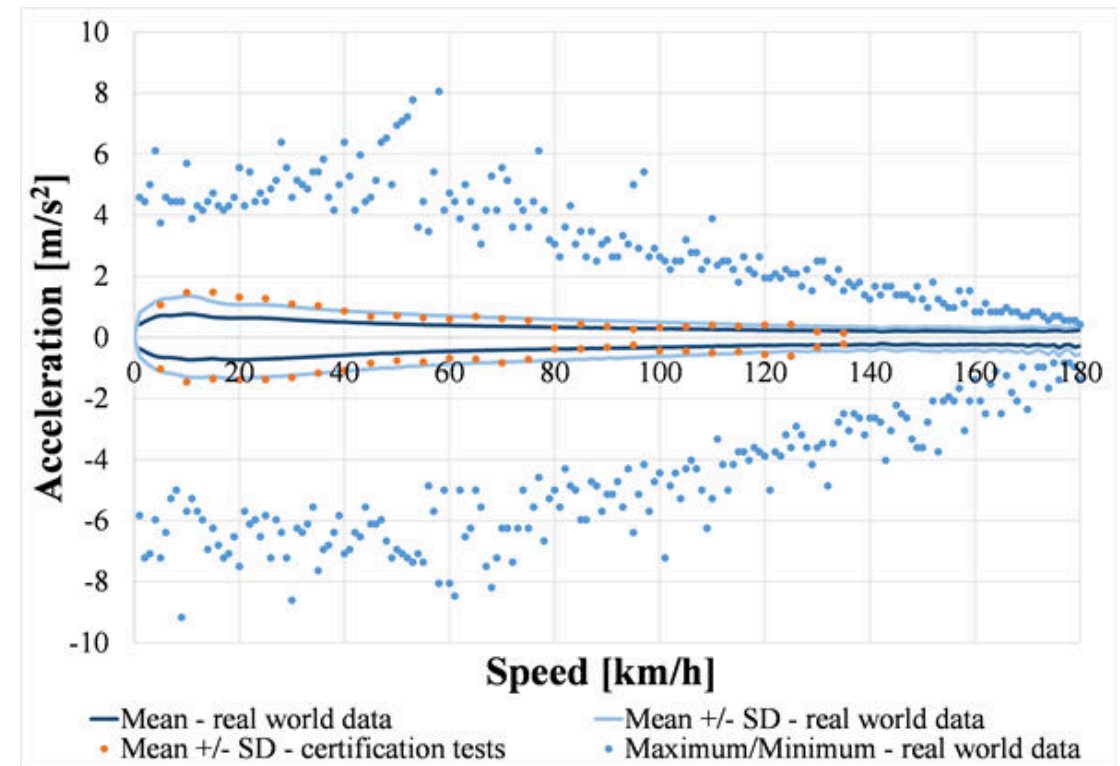 10
8
6
4
2
0
-2
-4
-6
-8
-10
Acceleration [m/s²]
0 20 40 60 80 100 120 140 160 180
Speed [km/h]
Mean - real world data Mean +/- SD - real world data
Mean +/- SD - certification tests Maximum/Minimum - real world data